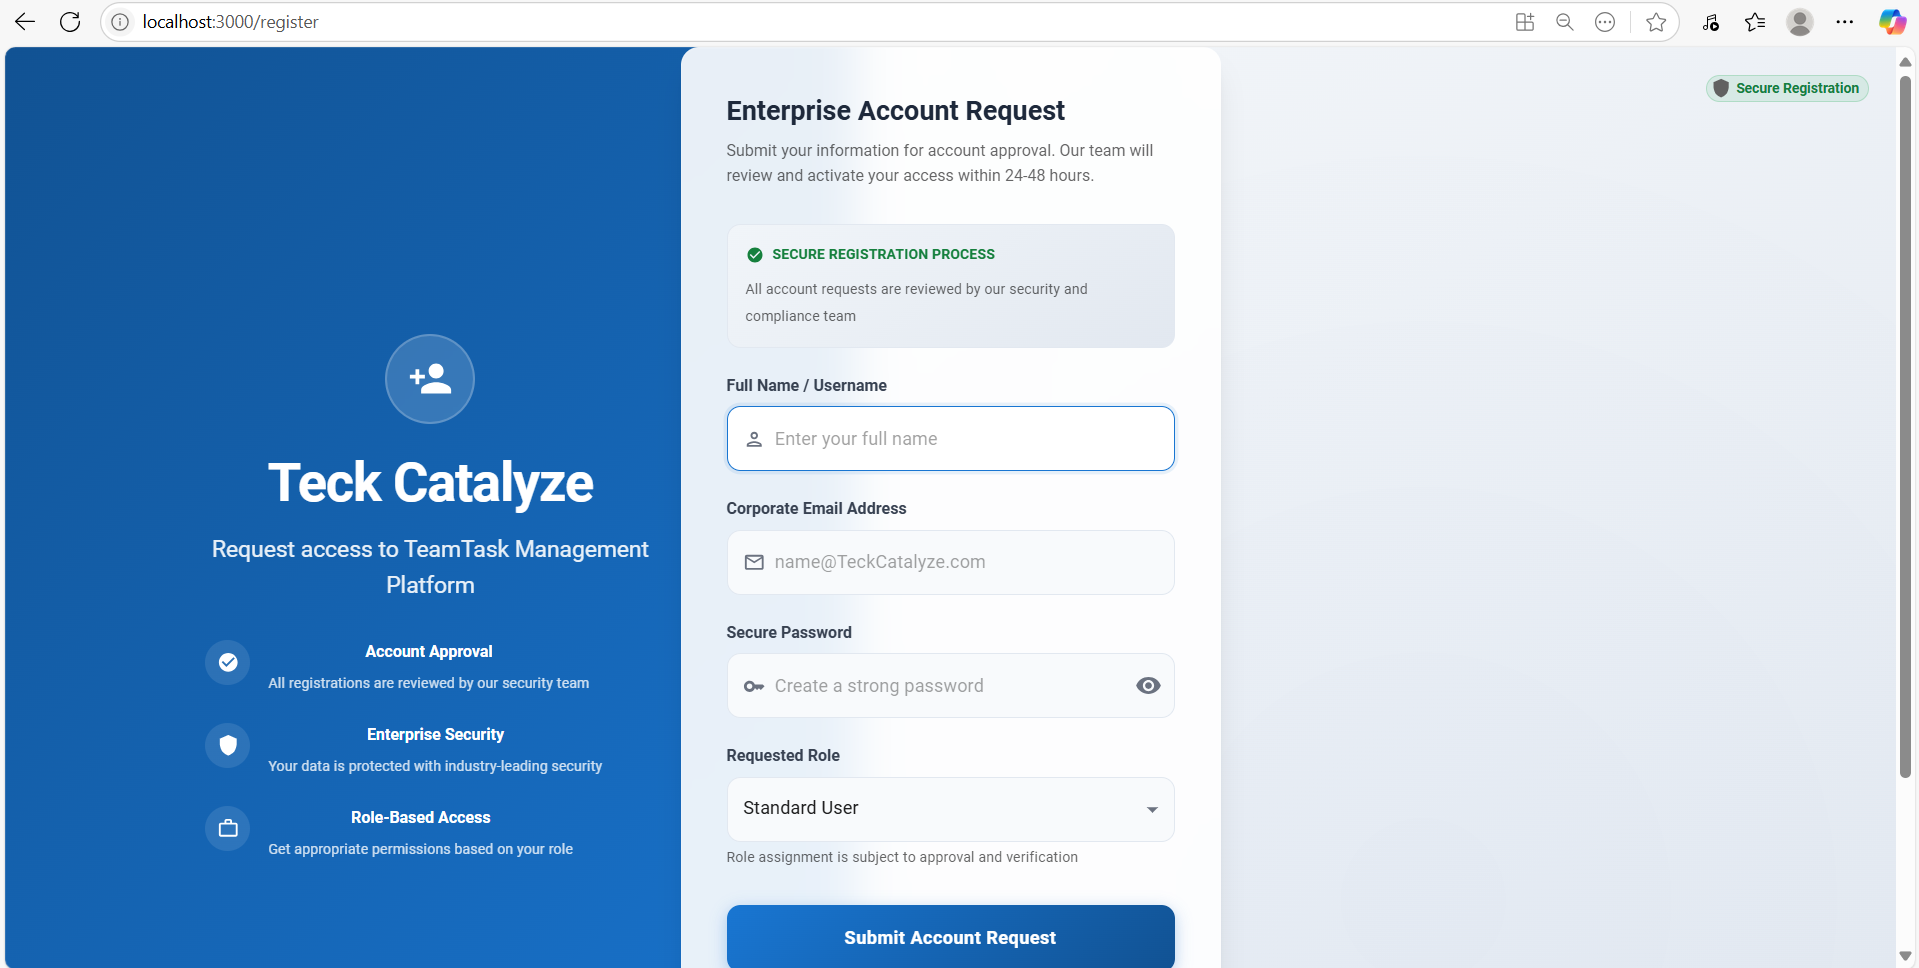 localhost:3000/register
Secure Registration
Teck Catalyze
Request access to TeamTask Management
Platform
Account Approval
All registrations are reviewed by our security team
Enterprise Security
Your data is protected with industry-leading security
Role-Based Access
Get appropriate permissions based on your role
Enterprise Account Request
Submit your information for account approval. Our team will
review and activate your access within 24-48 hours.
SECURE REGISTRATION PROCESS
All account requests are reviewed by our security and
compliance team
Full Name / Username
Enter your full name
Corporate Email Address
name@TeckCatalyze.com
Secure Password
Create a strong password
Requested Role
Standard User
Role assignment is subject to approval and verification
Submit Account Request